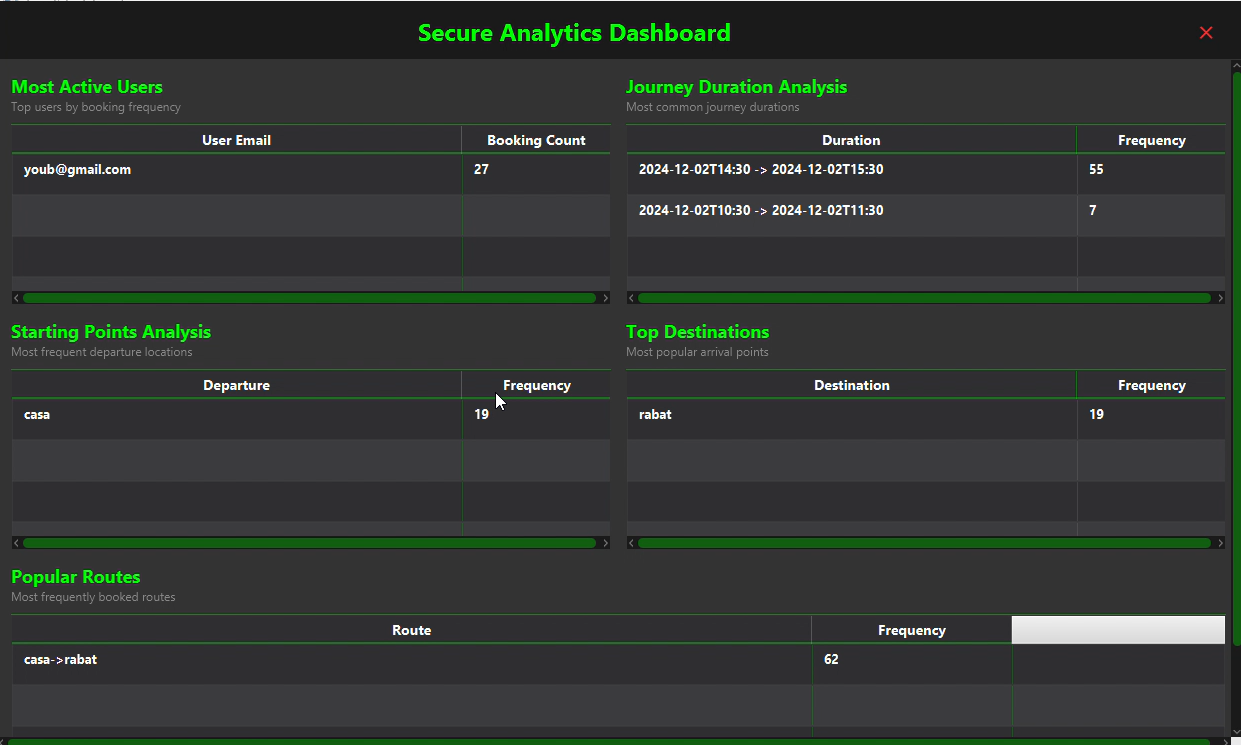 Secure Analytics Dashboard
Most Active Users
Top users by booking frequency
User Email Booking Count
youb@gmail.com 27
Journey Duration Analysis
Most common journey durations
Duration Frequency
2024-12-02T14:30 -> 2024-12-02T15:30 55
2024-12-02T10:30 -> 2024-12-02T11:30 7
Starting Points Analysis
Most frequent departure locations
Departure Frequency
casa 19
Top Destinations
Most popular arrival points
Destination Frequency
rabat 19
Popular Routes
Most frequently booked routes
Route Frequency
casa->rabat 62